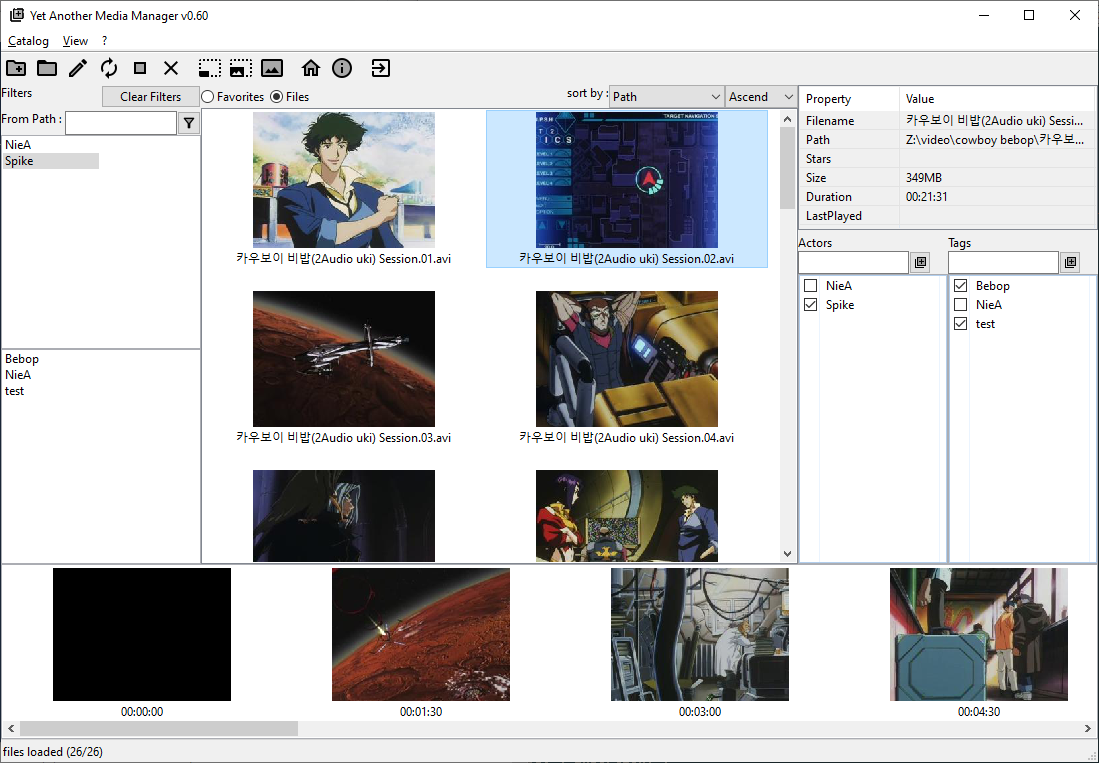 Yet Another Media Manager v0.60
Catalog View ?
Filters
Clear Filters
Favorites Files
sort by : Path Ascend
From Path :
NieA
Spike
Bebop
NieA
test
TARGET NAVIGATION
카우보이 비밥(2Audio uki) Session.01.avi
카우보이 비밥(2Audio uki) Session.02.avi
카우보이 비밥(2Audio uki) Session.03.avi
카우보이 비밥(2Audio uki) Session.04.avi
Property Value
Filename 카우보이 비밥(2Audio uki) Sessi...
Path Z:\video\cowboy bebop\카우보...
Stars
Size 349MB
Duration 00:21:31
LastPlayed
Actors
NieA
Spike
Tags
Bebop
NieA
test
00:00:00
00:01:30
00:03:00
00:04:30
files loaded (26/26)